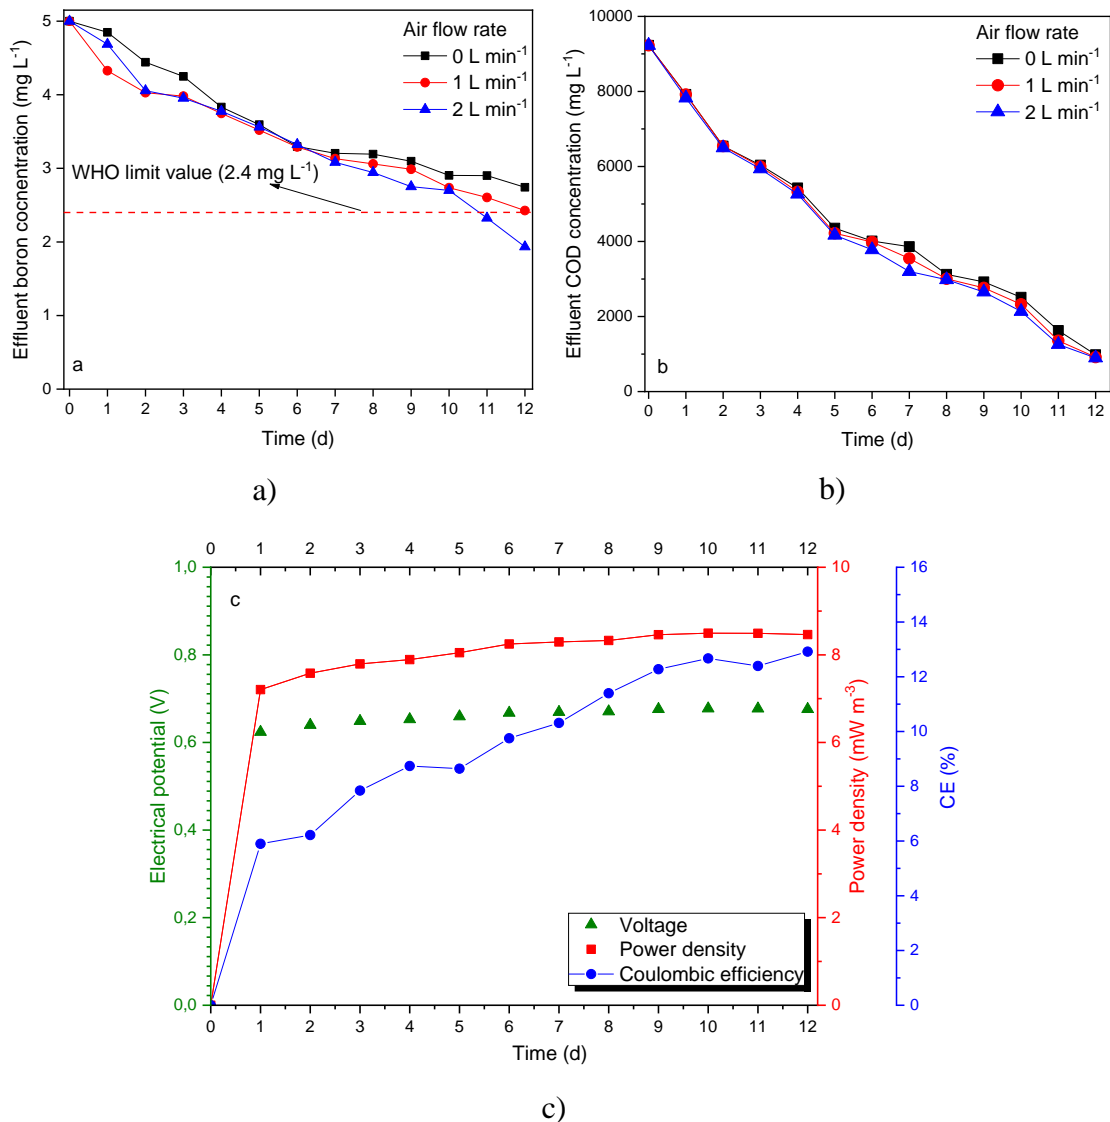 Effluent boron cocentration (mg L-1)
5
4
3
2
1
0
Air flow rate
0 L min-1
1 L min-1
2 L min-1
WHO limit value (2.4 mg L-1)
a
0 1 2 3 4 5 6 7 8 9 10 11 12
Time (d)
a)
Effluent COD concentration (mg L-1)
10000
8000
6000
4000
2000
0
Air flow rate
0 L min-1
1 L min-1
2 L min-1
b
0 1 2 3 4 5 6 7 8 9 10 11 12
Time (d)
b)
0 1 2 3 4 5 6 7 8 9 10 11 12
c
Electrical potential (V)
1,0
0,8
0,6
0,4
0,2
0,0
Power density (mW m-3)
10
8
6
4
2
0
CE (%)
16
14
12
10
8
6
4
2
0
Voltage
Power density
Coulombic efficiency
0 1 2 3 4 5 6 7 8 9 10 11 12
Time (d)
c)